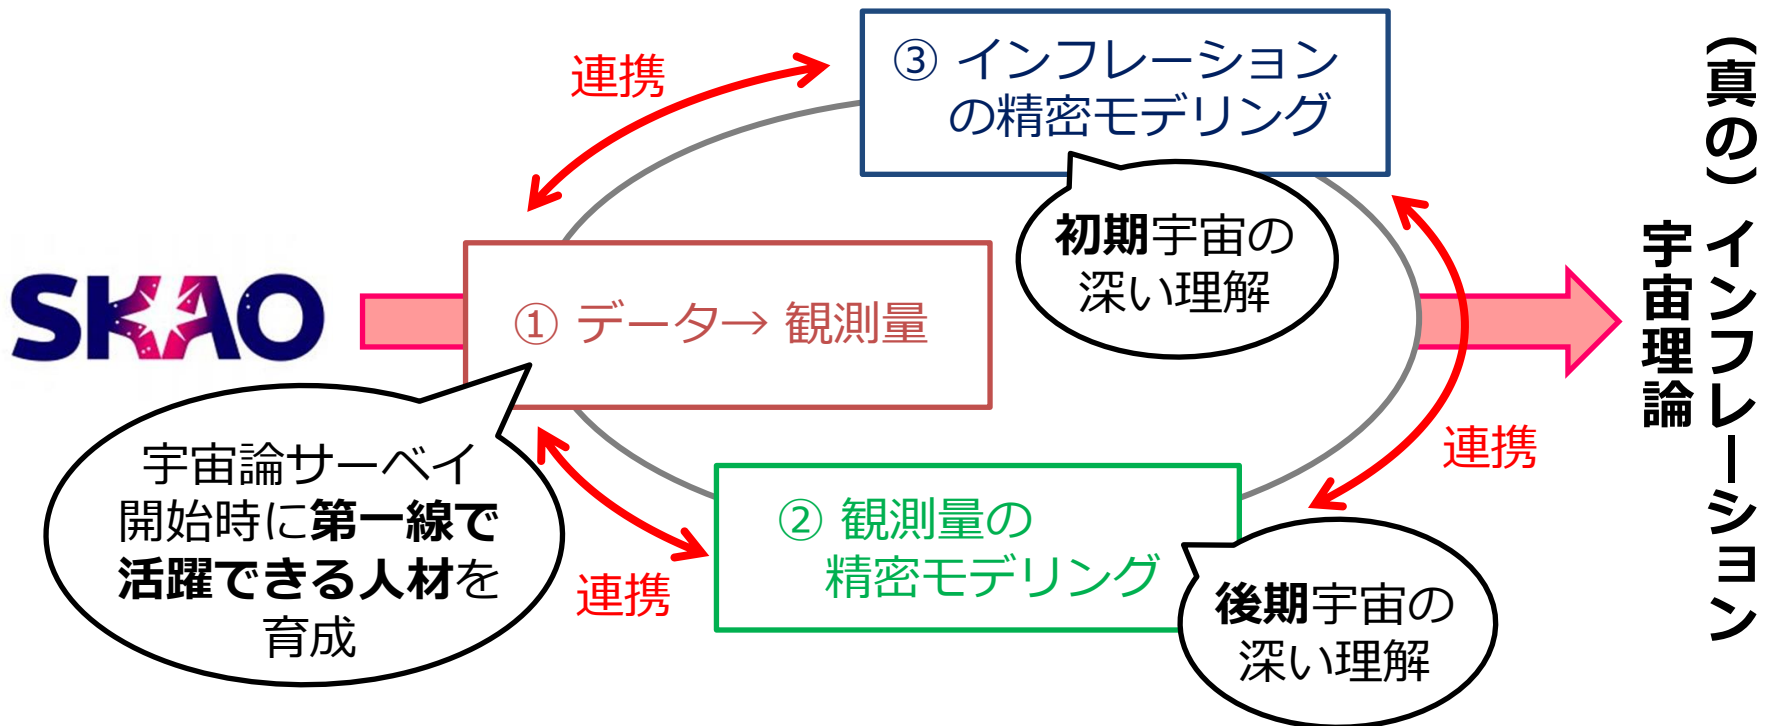 SKAO
① データ→ 観測量
宇宙論サーベイ
開始時に第一線で
活躍できる人材を
育成
連携
③ インフレーション
の精密モデリング
初期宇宙の
深い理解
連携
② 観測量の
精密モデリング
後期宇宙の
深い理解
連携
（真の）インフレーション
宇宙理論